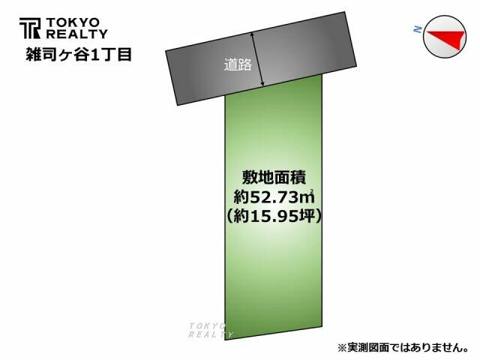 TOKYO
REALTY
雑司ヶ谷1丁目
N
道路
敷地面積
約52.73㎡
(約15.95坪)
TOKYO
REALTY
※実測図面ではありません。